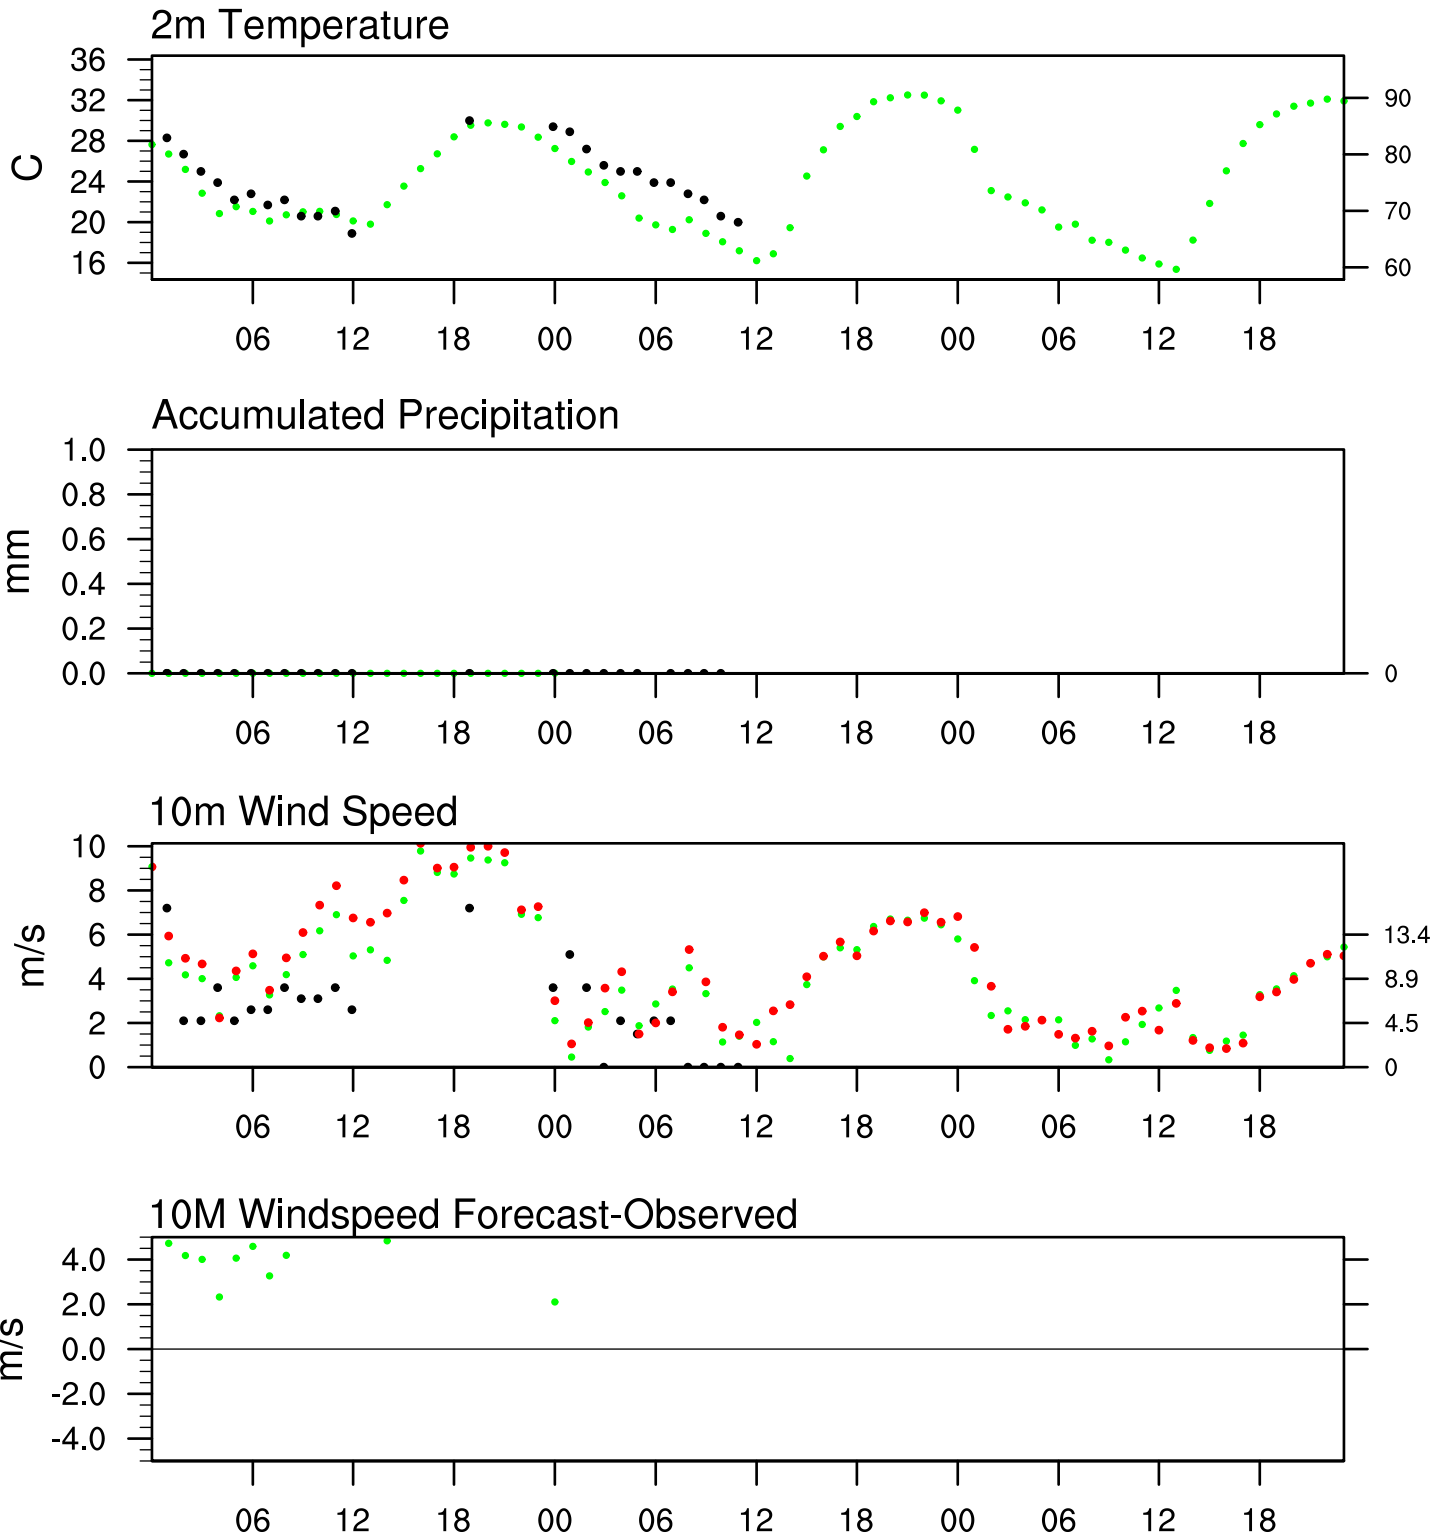 2m Temperature
36
32
28
24
20
16
C
90
80
70
60
06 12 18 00 06 12 18 00 06 12 18
Accumulated Precipitation
1.0
0.8
0.6
0.4
0.2
0.0
mm
0
06 12 18 00 06 12 18 00 06 12 18
10m Wind Speed
10
8
6
4
2
0
m/s
13.4
8.9
4.5
0
06 12 18 00 06 12 18 00 06 12 18
10M Windspeed Forecast-Observed
4.0
2.0
0.0
-2.0
-4.0
m/s
06 12 18 00 06 12 18 00 06 12 18